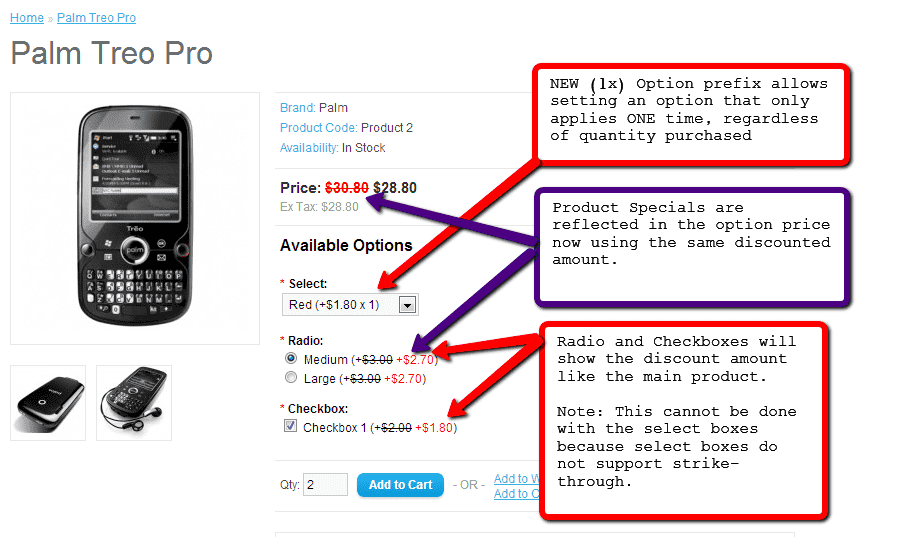 Home » Palm Treo Pro
Palm Treo Pro
NEW (1x) Option prefix allows
setting an option that only
applies ONE time, regardless
of quantity purchased
Brand: Palm
Product Code: Product 2
Availability: In Stock
Price: $30.80 $28.80
Ex Tax: $28.80
Product Specials are
reflected in the option price
now using the same discounted
amount.
Available Options
* Select:
Red (+$1.80 x 1)
* Radio:
Medium (+$3.00 +$2.70)
Large (+$3.00 +$2.70)
* Checkbox:
Checkbox 1 (+$2.00 +$1.80)
Radio and Checkboxes will
show the discount amount
like the main product.
Note: This cannot be done
with the select boxes
because select boxes do
not support strike-
through.
Qty: 2 Add to Cart - OR - Add to W
Add to C
Treo
palm